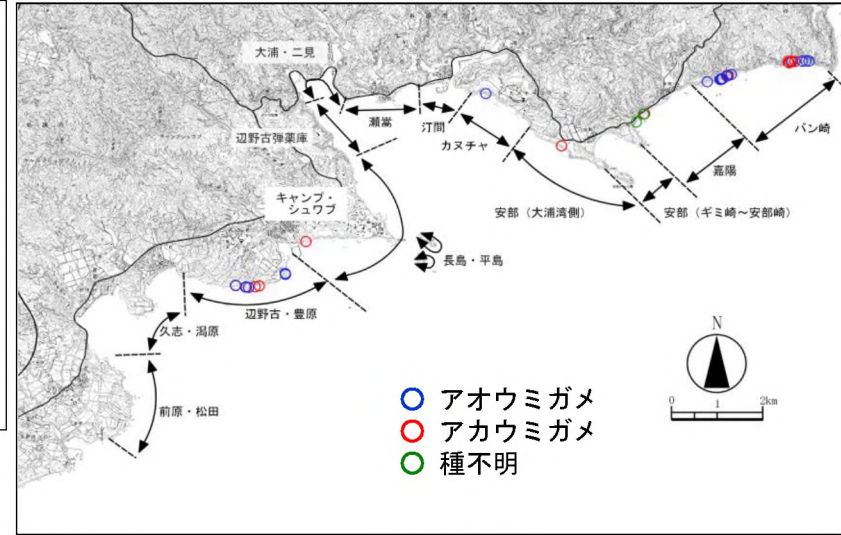 大浦・二見
辺野古弾薬庫
瀬嵩
汀間
カヌチャ
バン崎
嘉陽
安部（大浦湾側）
安部（ギミ崎～安部崎）
キャンプ・
シュワブ
長島・平島
辺野古・豊原
久志・潟原
前原・松田
N
0 1 2km
アオウミガメ
アカウミガメ
種不明